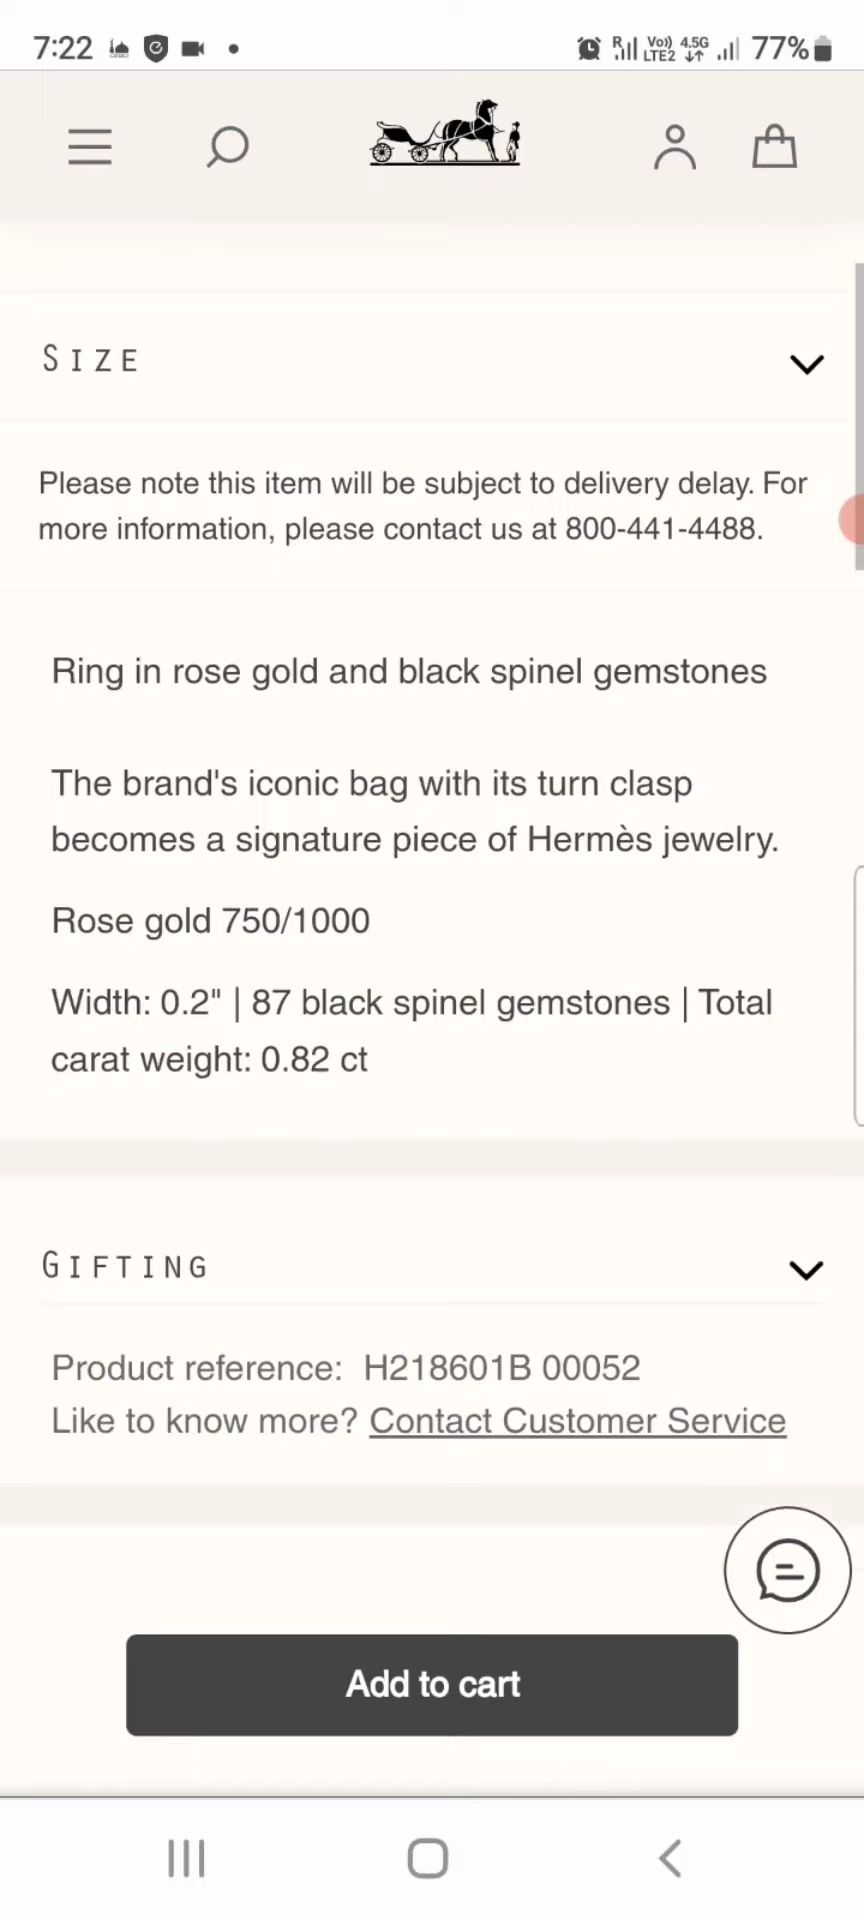 7:22
Vo)) 4.5G 77%
R LTE2
SIZE
Please note this item will be subject to delivery delay. For
more information, please contact us at 800-441-4488.
Ring in rose gold and black spinel gemstones
The brand's iconic bag with its turn clasp
becomes a signature piece of Hermès jewelry.
Rose gold 750/1000
Width: 0.2" | 87 black spinel gemstones | Total
carat weight: 0.82 ct
GIFTING
Product reference: H218601B 00052
Like to know more? Contact Customer Service
Add to cart